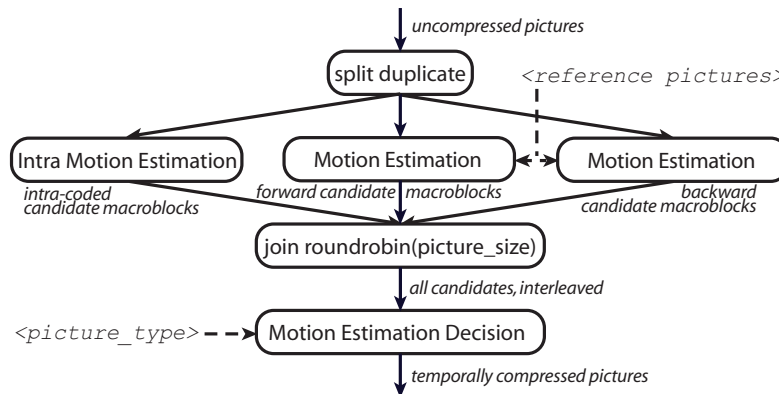 uncompressed pictures
split duplicate
<reference pictures>
Intra Motion Estimation
Motion Estimation
Motion Estimation
intra-coded
candidate macroblocks
forward candidate macroblocks
backward
candidate macroblocks
join roundrobin(picture_size)
all candidates, interleaved
<picture_type>
Motion Estimation Decision
temporally compressed pictures